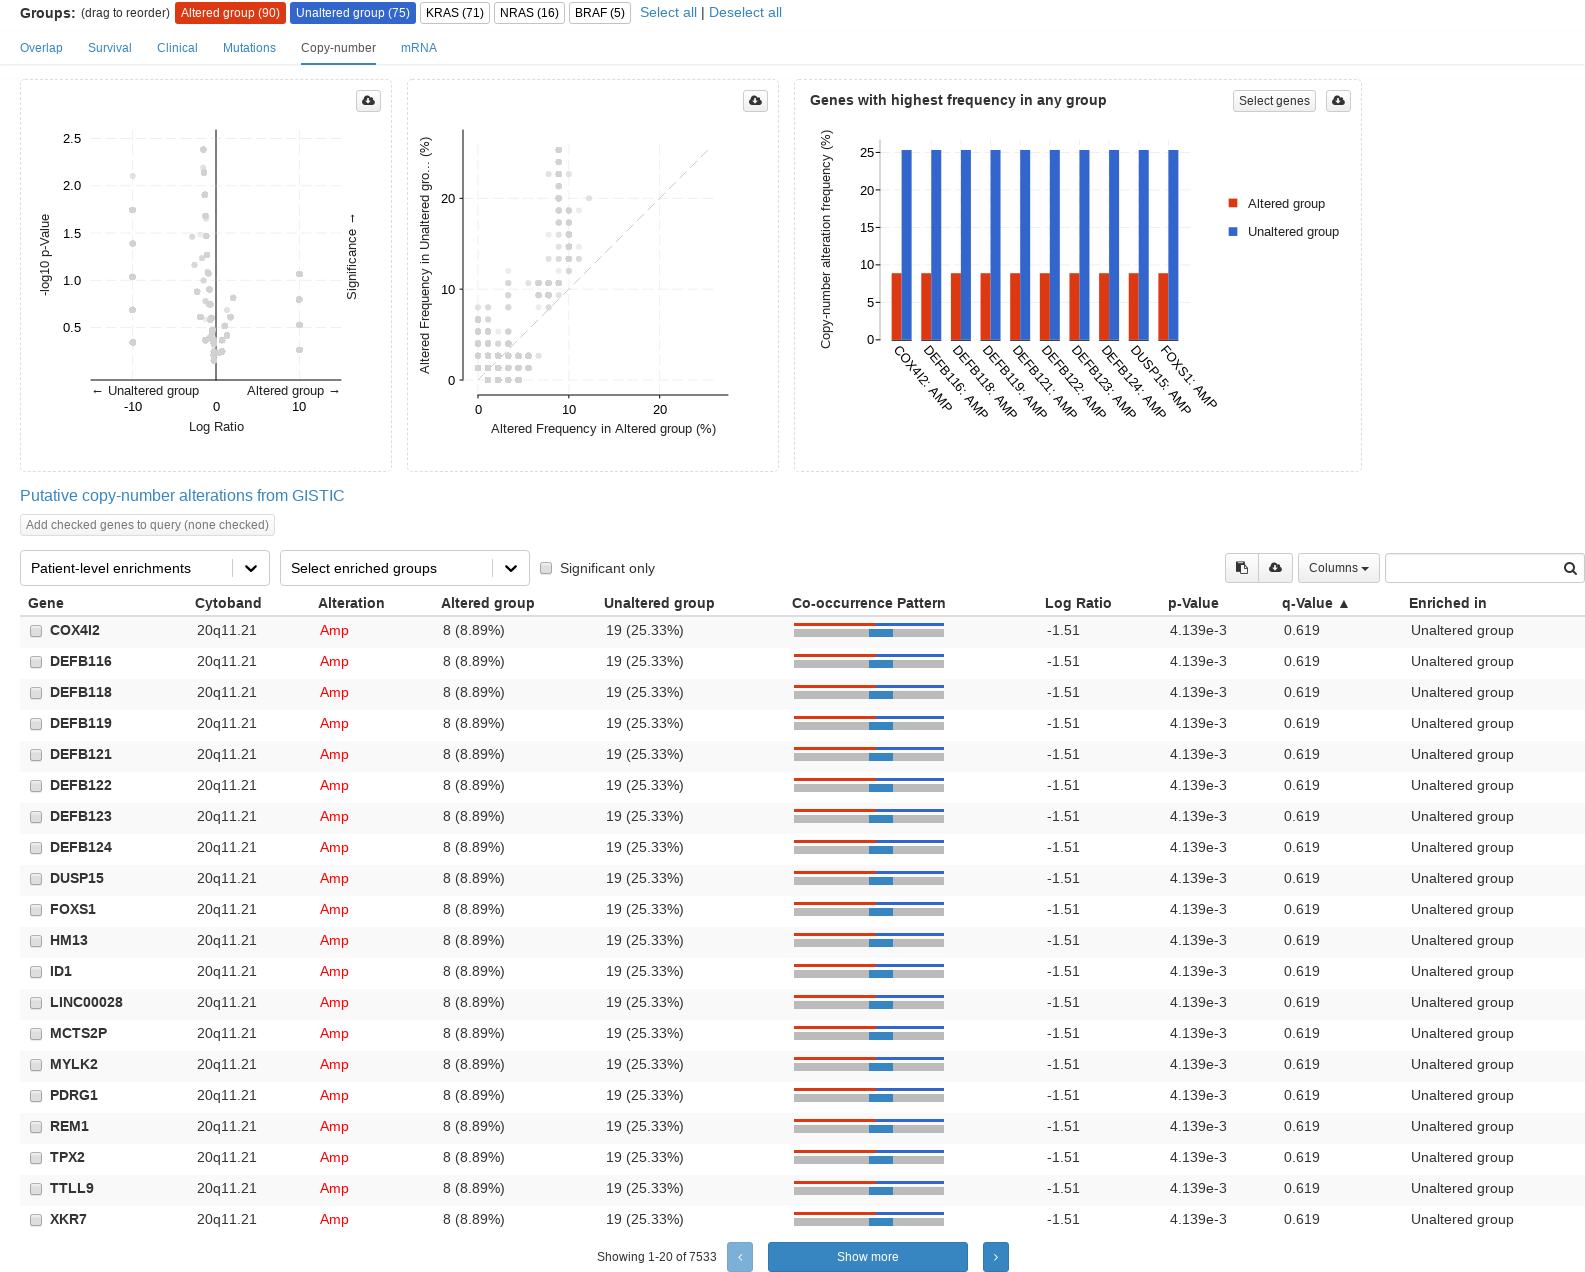 Groups: (drag to reorder) Altered group (90) Unaltered group (75) KRAS (71) NRAS (16) BRAF (5) Select all | Deselect all
Overlap Survival Clinical Mutations Copy-number mRNA
-log10 p-Value
2.5
2.0
1.5
1.0
0.5
Significance →
← Unaltered group Altered group →
-10 0 10
Log Ratio
Altered Frequency in Unaltered gro... (%)
20
10
0
0 10 20
Altered Frequency in Altered group (%)
Genes with highest frequency in any group Select genes
Copy-number alteration frequency (%)
25
20
15
10
5
0
COX4I2: AMP
DEFB116: AMP
DEFB118: AMP
DEFB119: AMP
DEFB121: AMP
DEFB122: AMP
DEFB123: AMP
DEFB124: AMP
DUSP15: AMP
FOXS1: AMP
Altered group
Unaltered group
Putative copy-number alterations from GISTIC
Add checked genes to query (none checked)
Patient-level enrichments Select enriched groups Significant only Columns
Gene Cytoband Alteration Altered group Unaltered group Co-occurrence Pattern Log Ratio p-Value q-Value ▲ Enriched in
COX4I2 20q11.21 Amp 8 (8.89%) 19 (25.33%) -1.51 4.139e-3 0.619 Unaltered group
DEFB116 20q11.21 Amp 8 (8.89%) 19 (25.33%) -1.51 4.139e-3 0.619 Unaltered group
DEFB118 20q11.21 Amp 8 (8.89%) 19 (25.33%) -1.51 4.139e-3 0.619 Unaltered group
DEFB119 20q11.21 Amp 8 (8.89%) 19 (25.33%) -1.51 4.139e-3 0.619 Unaltered group
DEFB121 20q11.21 Amp 8 (8.89%) 19 (25.33%) -1.51 4.139e-3 0.619 Unaltered group
DEFB122 20q11.21 Amp 8 (8.89%) 19 (25.33%) -1.51 4.139e-3 0.619 Unaltered group
DEFB123 20q11.21 Amp 8 (8.89%) 19 (25.33%) -1.51 4.139e-3 0.619 Unaltered group
DEFB124 20q11.21 Amp 8 (8.89%) 19 (25.33%) -1.51 4.139e-3 0.619 Unaltered group
DUSP15 20q11.21 Amp 8 (8.89%) 19 (25.33%) -1.51 4.139e-3 0.619 Unaltered group
FOXS1 20q11.21 Amp 8 (8.89%) 19 (25.33%) -1.51 4.139e-3 0.619 Unaltered group
HM13 20q11.21 Amp 8 (8.89%) 19 (25.33%) -1.51 4.139e-3 0.619 Unaltered group
ID1 20q11.21 Amp 8 (8.89%) 19 (25.33%) -1.51 4.139e-3 0.619 Unaltered group
LINC00028 20q11.21 Amp 8 (8.89%) 19 (25.33%) -1.51 4.139e-3 0.619 Unaltered group
MCTS2P 20q11.21 Amp 8 (8.89%) 19 (25.33%) -1.51 4.139e-3 0.619 Unaltered group
MYLK2 20q11.21 Amp 8 (8.89%) 19 (25.33%) -1.51 4.139e-3 0.619 Unaltered group
PDRG1 20q11.21 Amp 8 (8.89%) 19 (25.33%) -1.51 4.139e-3 0.619 Unaltered group
REM1 20q11.21 Amp 8 (8.89%) 19 (25.33%) -1.51 4.139e-3 0.619 Unaltered group
TPX2 20q11.21 Amp 8 (8.89%) 19 (25.33%) -1.51 4.139e-3 0.619 Unaltered group
TTLL9 20q11.21 Amp 8 (8.89%) 19 (25.33%) -1.51 4.139e-3 0.619 Unaltered group
XKR7 20q11.21 Amp 8 (8.89%) 19 (25.33%) -1.51 4.139e-3 0.619 Unaltered group
Showing 1-20 of 7533 ‹ Show more ›